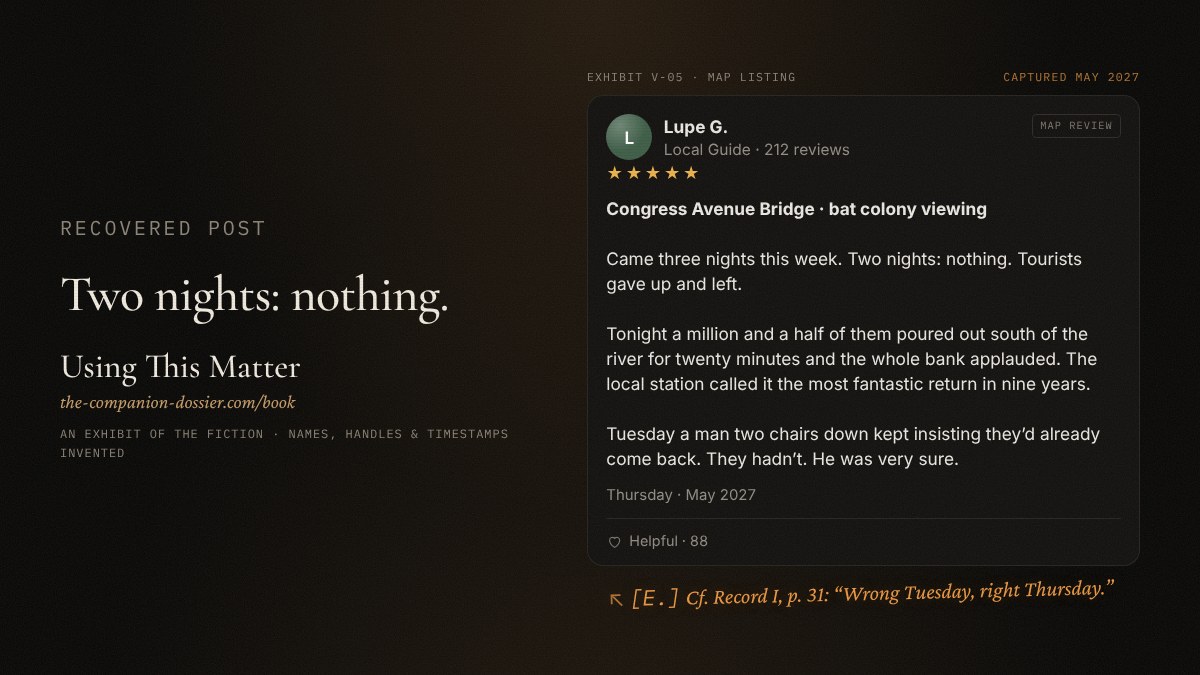 RECOVERED POST
Two nights: nothing.
Using This Matter
the-companion-dossier.com/book
AN EXHIBIT OF THE FICTION · NAMES, HANDLES & TIMESTAMPS
INVENTED
EXHIBIT V-05 · MAP LISTING
CAPTURED MAY 2027
L
Lupe G.
Local Guide · 212 reviews
MAP REVIEW
★★★★★
Congress Avenue Bridge · bat colony viewing
Came three nights this week. Two nights: nothing. Tourists
gave up and left.
Tonight a million and a half of them poured out south of the
river for twenty minutes and the whole bank applauded. The
local station called it the most fantastic return in nine years.
Tuesday a man two chairs down kept insisting they’d already
come back. They hadn’t. He was very sure.
Thursday · May 2027
♡ Helpful · 88
↖ [E.] Cf. Record I, p. 31: “Wrong Tuesday, right Thursday.”